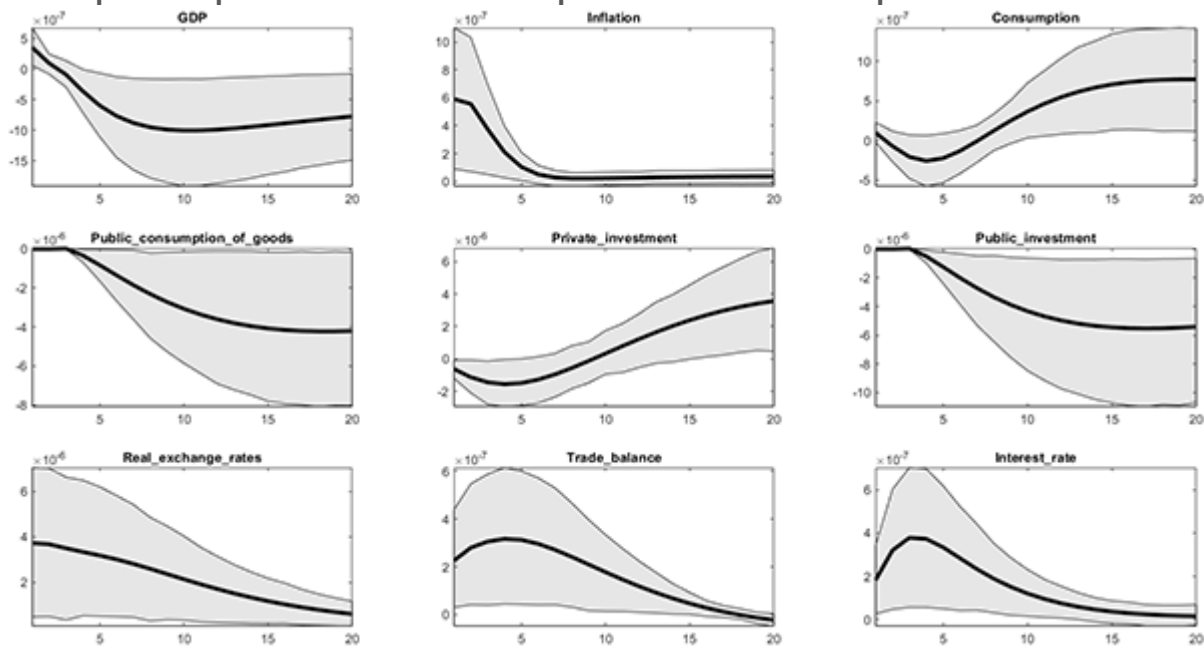 GDP
×10⁻⁷
5
0
-5
-10
-15
5 10 15 20
Inflation
×10⁻⁷
10
8
6
4
2
0
5 10 15 20
Consumption
×10⁻⁷
10
5
0
-5
5 10 15 20
Public_consumption_of_goods
×10⁻⁶
0
-2
-4
-6
-8
5 10 15 20
Private_investment
×10⁻⁶
6
4
2
0
-2
5 10 15 20
Public_investment
×10⁻⁶
0
-2
-4
-6
-8
-10
5 10 15 20
Real_exchange_rates
×10⁻⁶
6
4
2
5 10 15 20
Trade_balance
×10⁻⁷
6
4
2
0
5 10 15 20
Interest_rate
×10⁻⁷
6
4
2
0
5 10 15 20